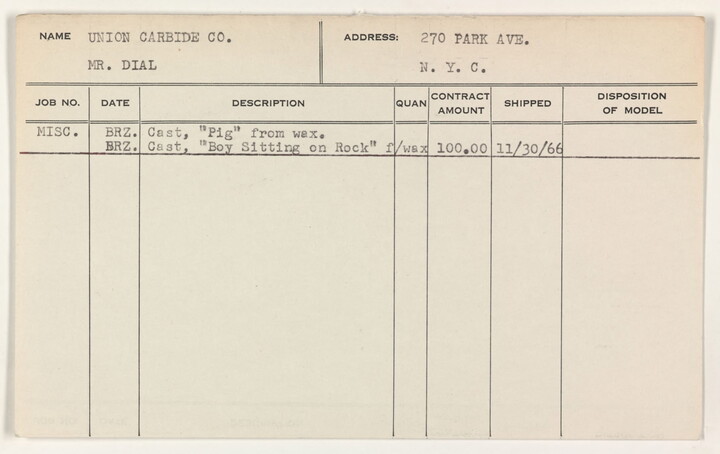 NAME UNION CARBIDE CO. ADDRESS: 270 PARK AVE.
MR. DIAL N. Y. C.
JOB NO. DATE DESCRIPTION QUAN CONTRACT AMOUNT SHIPPED DISPOSITION OF MODEL
MISC. BRZ. Cast, "Pig" from wax.
BRZ. Cast, "Boy Sitting on Rock" f/wax 100.00 11/30/66